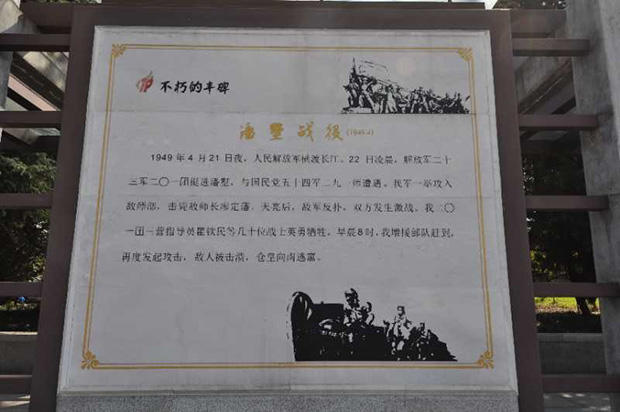 不朽的丰碑
潘墅战役(1949.4)
1949年4月21日夜，人民解放军横渡长江。22日凌晨，解放军二十
三军二〇一团挺进潘墅，与国民党五十四军二九一师遭遇。我军一举攻入
敌师部，击毙敌师长廖定藩。天亮后，敌军反扑，双方发生激战。我二〇
一团营指导员瞿钦民等几十位战士英勇牺牲。早晨8时，我增援部队赶到，
再度发起攻击，敌人被击溃，仓皇向南逃窜。